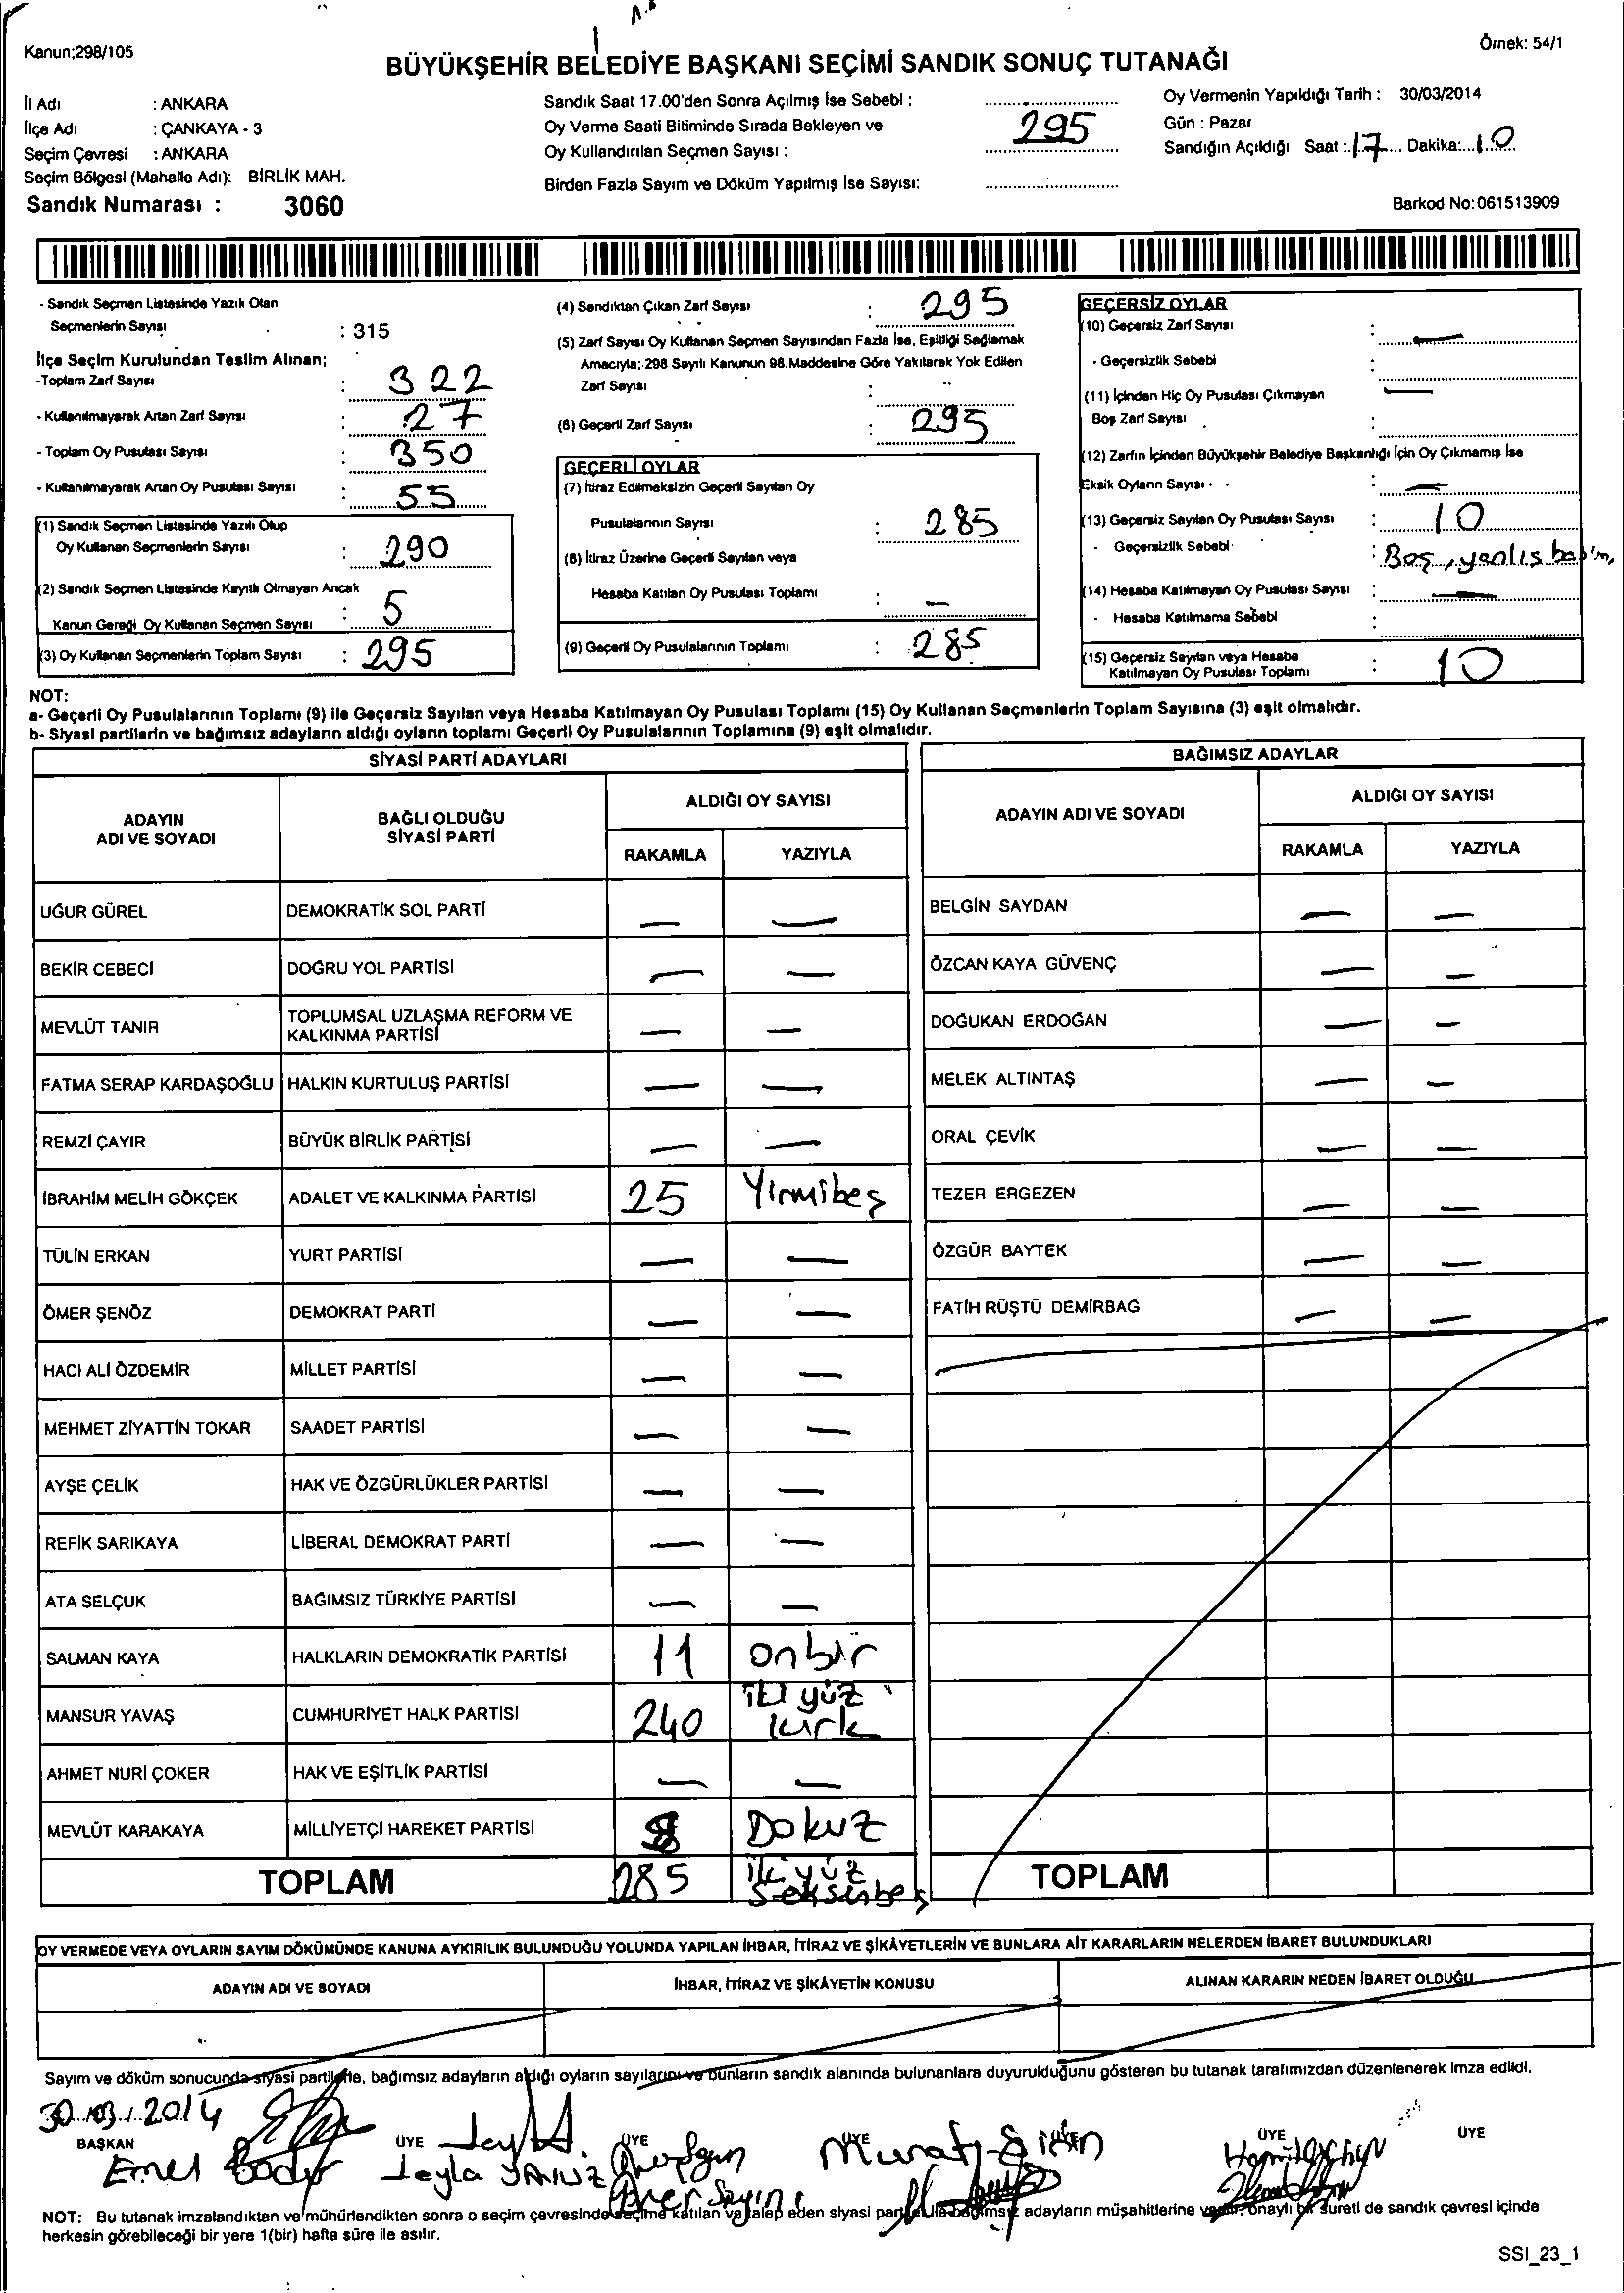 Kanun;298/105
Örnek: 54/1
BÜYÜKŞEHİR BELEDİYE BAŞKANI SEÇİMİ SANDIK SONUÇ TUTANAĞI
İl Adı : ANKARA
İlçe Adı : ÇANKAYA - 3
Seçim Çevresi : ANKARA
Seçim Bölgesi (Mahalle Adı): BİRLİK MAH.
Sandık Numarası : 3060
Sandık Saat 17.00'den Sonra Açılmış İse Sebebi :
Oy Verme Saati Bitiminde Sırada Bekleyen ve
Oy Kullandırılan Seçmen Sayısı : 295
Birden Fazla Sayım ve Döküm Yapılmış İse Sayısı:
Oy Vermenin Yapıldığı Tarih : 30/03/2014
Gün : Pazar
Sandığın Açıldığı Saat : 17 Dakika: 10
Barkod No:061513909
- Sandık Seçmen Listesinde Yazılı Olan
Seçmenlerin Sayısı : 315
İlçe Seçim Kurulundan Teslim Alınan;
-Toplam Zarf Sayısı : 322
- Kullanılmayarak Artan Zarf Sayısı : 27
- Toplam Oy Pusulası Sayısı : 350
- Kullanılmayarak Artan Oy Pusulası Sayısı : 55
(1) Sandık Seçmen Listesinde Yazılı Olup
Oy Kullanan Seçmenlerin Sayısı : 290
(2) Sandık Seçmen Listesinde Kayıtlı Olmayan Ancak
Kanun Gereği Oy Kullanan Seçmen Sayısı : 5
(3) Oy Kullanan Seçmenlerin Toplam Sayısı : 295
(4) Sandıktan Çıkan Zarf Sayısı : 295
(5) Zarf Sayısı Oy Kullanan Seçmen Sayısından Fazla İse, Eşitliği Sağlamak
Amacıyla; 298 Sayılı Kanunun 98.Maddesine Göre Yakılarak Yok Edilen
Zarf Sayısı :
(6) Geçerli Zarf Sayısı : 295
GEÇERLİ OYLAR
(7) İtiraz Edilmeksizin Geçerli Sayılan Oy
Pusulalarının Sayısı : 285
(8) İtiraz Üzerine Geçerli Sayılan veya
Hesaba Katılan Oy Pusulası Toplamı : —
(9) Geçerli Oy Pusulalarının Toplamı : 285
GEÇERSİZ OYLAR
(10) Geçersiz Zarf Sayısı : —
- Geçersizlik Sebebi :
(11) İçinden Hiç Oy Pusulası Çıkmayan : —
Boş Zarf Sayısı :
(12) Zarfın İçinden Büyükşehir Belediye Başkanlığı İçin Oy Çıkmamış İse
Eksik Oyların Sayısı : —
(13) Geçersiz Sayılan Oy Pusulası Sayısı : 10
- Geçersizlik Sebebi : Boş, yanlış basım,
(14) Hesaba Katılmayan Oy Pusulası Sayısı : —
- Hesaba Katılmama Sebebi :
(15) Geçersiz Sayılan veya Hesaba
Katılmayan Oy Pusulası Toplamı : 10
NOT:
a- Geçerli Oy Pusulalarının Toplamı (9) ile Geçersiz Sayılan veya Hesaba Katılmayan Oy Pusulası Toplamı (15) Oy Kullanan Seçmenlerin Toplam Sayısına (3) eşit olmalıdır.
b- Siyasi partilerin ve bağımsız adayların aldığı oyların toplamı Geçerli Oy Pusulalarının Toplamına (9) eşit olmalıdır.
SİYASİ PARTİ ADAYLARI
ADAYIN ADI VE SOYADI
BAĞLI OLDUĞU SİYASİ PARTİ
ALDIĞI OY SAYISI
RAKAMLA YAZIYLA
UĞUR GÜREL DEMOKRATİK SOL PARTİ — —
BEKİR CEBECİ DOĞRU YOL PARTİSİ — —
MEVLÜT TANIR TOPLUMSAL UZLAŞMA REFORM VE KALKINMA PARTİSİ — —
FATMA SERAP KARDAŞOĞLU HALKIN KURTULUŞ PARTİSİ — —
REMZİ ÇAYIR BÜYÜK BİRLİK PARTİSİ — —
İBRAHİM MELİH GÖKÇEK ADALET VE KALKINMA PARTİSİ 25 Yirmibeş
TÜLİN ERKAN YURT PARTİSİ — —
ÖMER ŞENÖZ DEMOKRAT PARTİ — —
HACI ALİ ÖZDEMİR MİLLET PARTİSİ — —
MEHMET ZİYATTİN TOKAR SAADET PARTİSİ — —
AYŞE ÇELİK HAK VE ÖZGÜRLÜKLER PARTİSİ — —
REFİK SARIKAYA LİBERAL DEMOKRAT PARTİ — —
ATA SELÇUK BAĞIMSIZ TÜRKİYE PARTİSİ — —
SALMAN KAYA HALKLARIN DEMOKRATİK PARTİSİ 11 onbir
MANSUR YAVAŞ CUMHURİYET HALK PARTİSİ 240 iki yüz kırk
AHMET NURİ ÇOKER HAK VE EŞİTLİK PARTİSİ — —
MEVLÜT KARAKAYA MİLLİYETÇİ HAREKET PARTİSİ Dokuz
TOPLAM 285 iki yüz seksenbeş
BAĞIMSIZ ADAYLAR
ADAYIN ADI VE SOYADI
ALDIĞI OY SAYISI
RAKAMLA YAZIYLA
BELGİN SAYDAN — —
ÖZCAN KAYA GÜVENÇ — —
DOĞUKAN ERDOĞAN — —
MELEK ALTINTAŞ — —
ORAL ÇEVİK — —
TEZER ERGEZEN — —
ÖZGÜR BAYTEK — —
FATİH RÜŞTÜ DEMİRBAĞ — —
TOPLAM
OY VERMEDE VEYA OYLARIN SAYIM DÖKÜMÜNDE KANUNA AYKIRILIK BULUNDUĞU YOLUNDA YAPILAN İHBAR, İTİRAZ VE ŞİKÂYETLERİN VE BUNLARA AİT KARARLARIN NELERDEN İBARET BULUNDUKLARI
ADAYIN ADI VE SOYADI
İHBAR, İTİRAZ VE ŞİKÂYETİN KONUSU
ALINAN KARARIN NEDEN İBARET OLDUĞU
Sayım ve döküm sonucunda siyasi partilerle, bağımsız adayların aldığı oyların sayılarını ve bunların sandık alanında bulunanlara duyurulduğunu gösteren bu tutanak tarafımızdan düzenlenerek imza edildi.
30.03.2014
BAŞKAN ÜYE ÜYE ÜYE ÜYE ÜYE
Emel Leyla
NOT: Bu tutanak imzalandıktan ve mühürlendikten sonra o seçim çevresinde seçime katılan ve talep eden siyasi parti ile bağımsız adayların müşahitlerine verilir, onaylı bir sureti de sandık çevresi içinde
herkesin görebileceği bir yere 1(bir) hafta süre ile asılır.
SSI_23_1